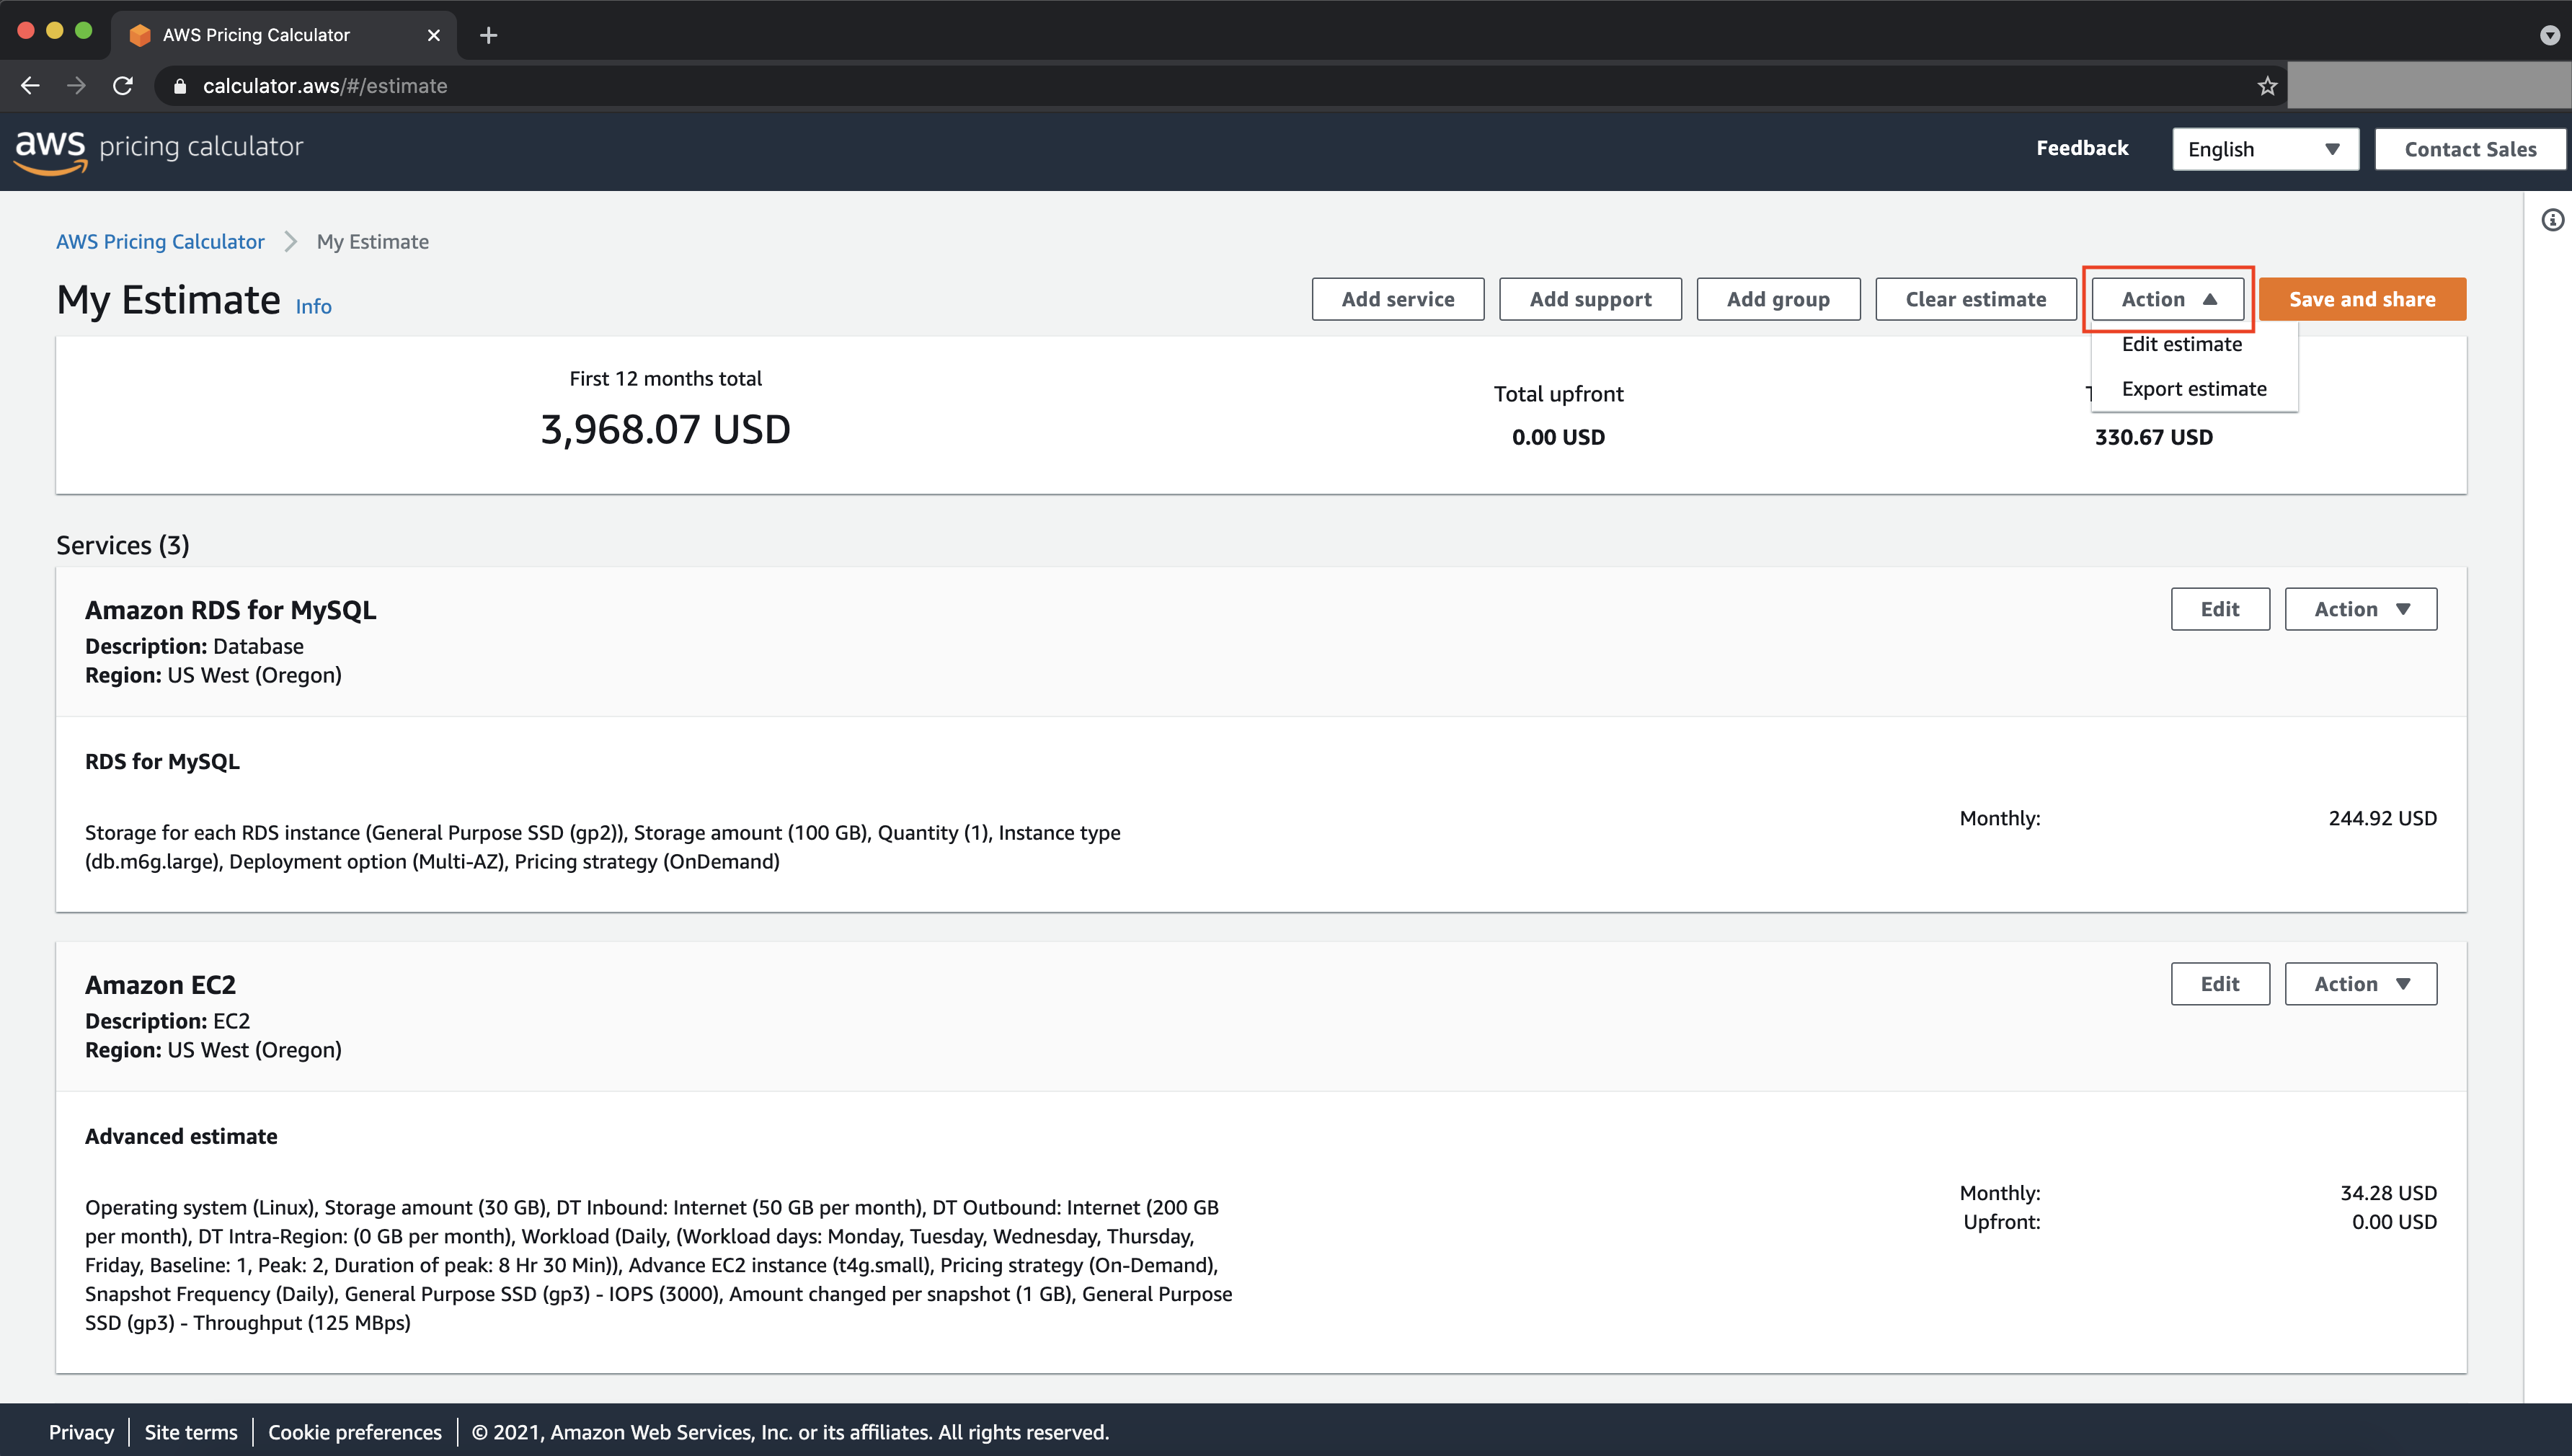 AWS Pricing Calculator
calculator.aws/#/estimate
aws pricing calculator
Feedback
English
Contact Sales
AWS Pricing Calculator
My Estimate
My Estimate Info
Add service
Add support
Add group
Clear estimate
Action
Save and share
Edit estimate
Export estimate
First 12 months total
3,968.07 USD
Total upfront
0.00 USD
330.67 USD
Services (3)
Amazon RDS for MySQL
Edit
Action
Description: Database
Region: US West (Oregon)
RDS for MySQL
Storage for each RDS instance (General Purpose SSD (gp2)), Storage amount (100 GB), Quantity (1), Instance type
(db.m6g.large), Deployment option (Multi-AZ), Pricing strategy (OnDemand)
Monthly: 244.92 USD
Amazon EC2
Edit
Action
Description: EC2
Region: US West (Oregon)
Advanced estimate
Operating system (Linux), Storage amount (30 GB), DT Inbound: Internet (50 GB per month), DT Outbound: Internet (200 GB
per month), DT Intra-Region: (0 GB per month), Workload (Daily, (Workload days: Monday, Tuesday, Wednesday, Thursday,
Friday, Baseline: 1, Peak: 2, Duration of peak: 8 Hr 30 Min)), Advance EC2 instance (t4g.small), Pricing strategy (On-Demand),
Snapshot Frequency (Daily), General Purpose SSD (gp3) - IOPS (3000), Amount changed per snapshot (1 GB), General Purpose
SSD (gp3) - Throughput (125 MBps)
Monthly: 34.28 USD
Upfront: 0.00 USD
Privacy | Site terms | Cookie preferences | © 2021, Amazon Web Services, Inc. or its affiliates. All rights reserved.